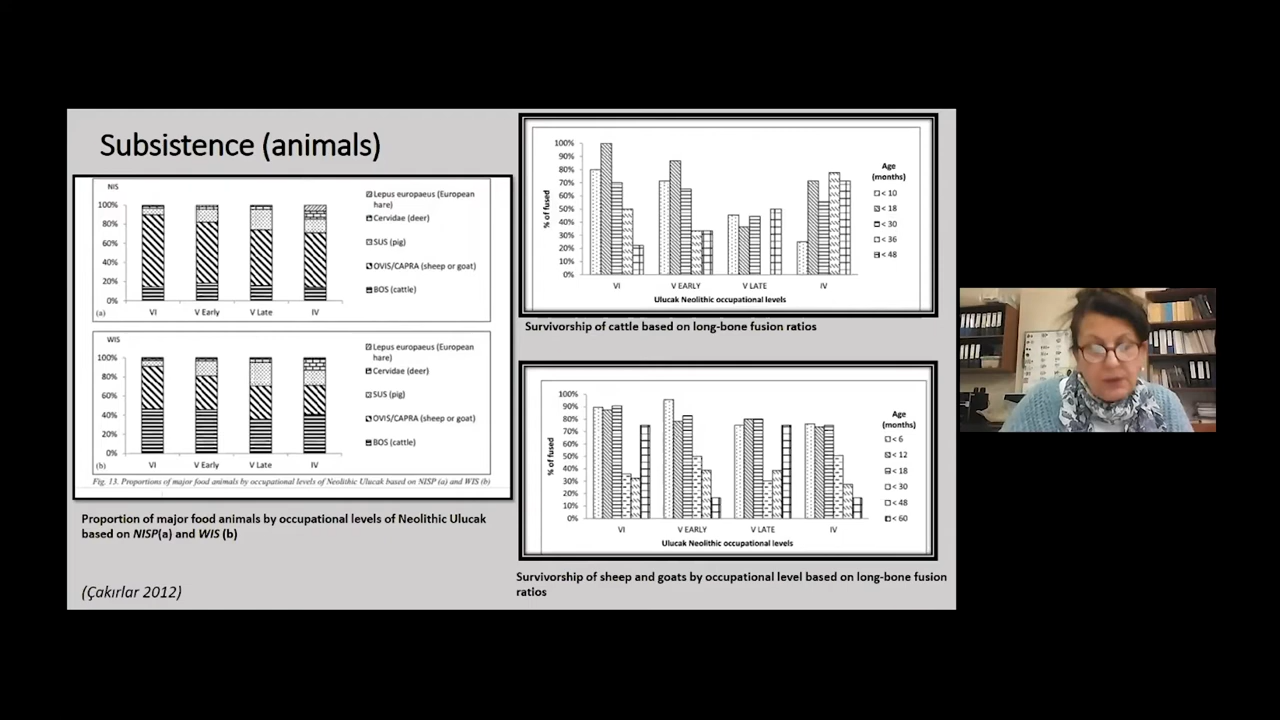 Subsistence (animals)
NIS
100%
80%
60%
40%
20%
0%
VI
V Early
V Late
IV
(a)
Lepus europaeus (European
hare)
Cervidae (deer)
SUS (pig)
OVIS/CAPRA (sheep or goat)
BOS (cattle)
WIS
100%
80%
60%
40%
20%
0%
VI
V Early
V Late
IV
(b)
Lepus europaeus (European
hare)
Cervidae (deer)
SUS (pig)
OVIS/CAPRA (sheep or goat)
BOS (cattle)
Fig. 13. Proportions of major food animals by occupational levels of Neolithic Ulucak based on NISP (a) and WIS (b)
Proportion of major food animals by occupational levels of Neolithic Ulucak
based on NISP(a) and WIS (b)
(Çakırlar 2012)
% of fused
100%
90%
80%
70%
60%
50%
40%
30%
20%
10%
0%
VI
V EARLY
V LATE
IV
Ulucak Neolithic occupational levels
Age
(months)
< 10
< 18
< 30
< 36
< 48
Survivorship of cattle based on long-bone fusion ratios
% of fused
100%
90%
80%
70%
60%
50%
40%
30%
20%
10%
0%
VI
V EARLY
V LATE
IV
Ulucak Neolithic occupational levels
Age
(months)
< 6
< 12
< 18
< 30
< 48
< 60
Survivorship of sheep and goats by occupational level based on long-bone fusion
ratios